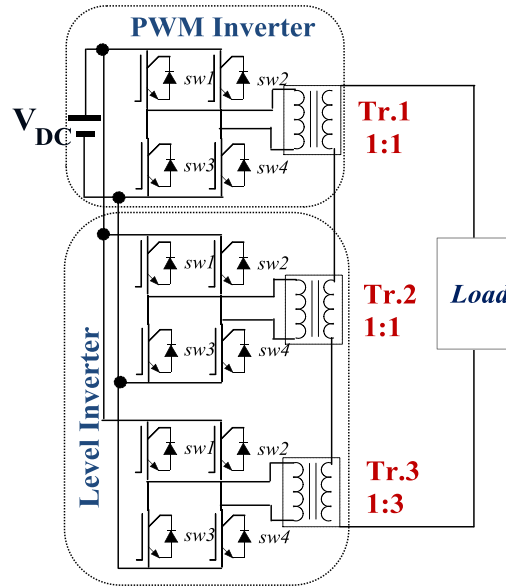 PWM Inverter
sw1 sw2
V DC
Tr.1
1:1
sw3 sw4
sw1 sw2
Tr.2
1:1
Load
sw3 sw4
Level Inverter
sw1 sw2
Tr.3
1:3
sw3 sw4